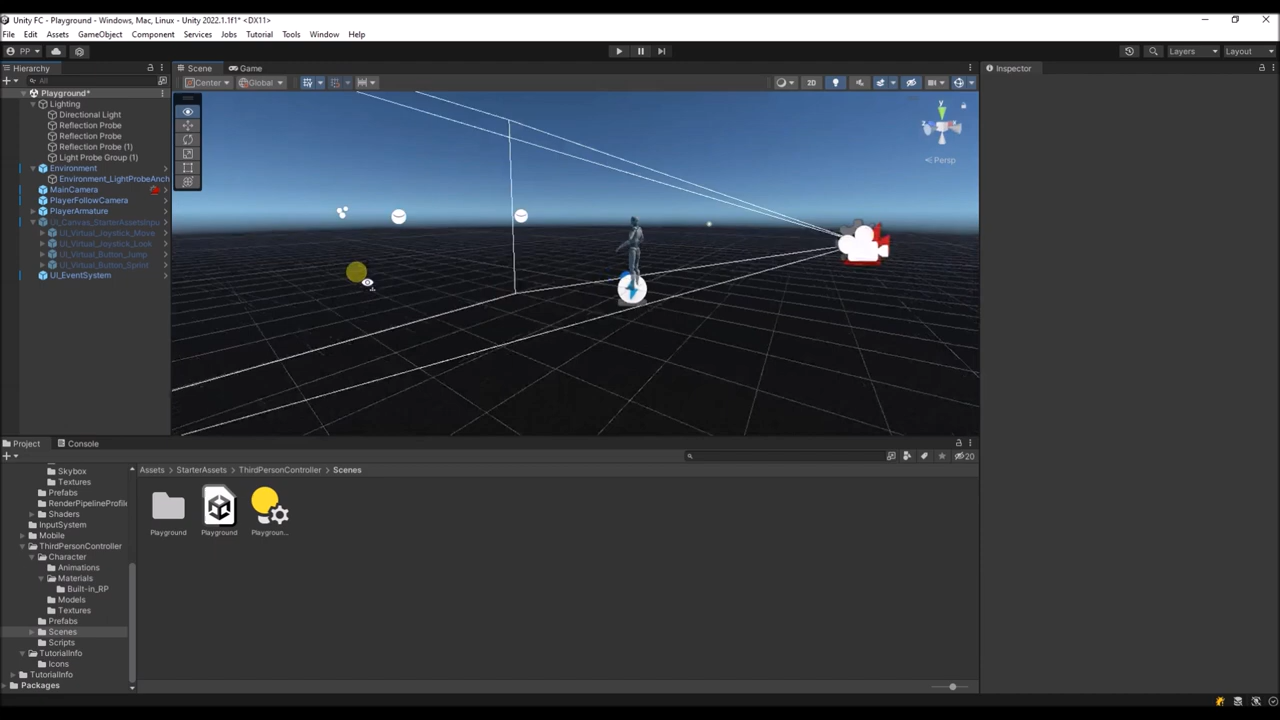 Unity FC - Playground - Windows, Mac, Linux - Unity 2022.1.1f1* <DX11>
File Edit Assets GameObject Component Services Jobs Tutorial Tools Window Help
PP Layers Layout
Hierarchy Scene Game Inspector
All Center Global 2D
Playground*
Lighting
Directional Light
Reflection Probe
Reflection Probe
Reflection Probe (1)
Light Probe Group (1)
Environment
Environment_LightProbeAnch
MainCamera
PlayerFollowCamera
PlayerArmature
UI_Canvas_StarterAssetsInpu
UI_Virtual_Joystick_Move
UI_Virtual_Joystick_Look
UI_Virtual_Button_Jump
UI_Virtual_Button_Sprint
UI_EventSystem
y
Persp
Project Console
20
Assets StarterAssets ThirdPersonController Scenes
Skybox
Textures
Prefabs
RenderPipelineProfile
Shaders
InputSystem
Mobile
ThirdPersonController
Character
Animations
Materials
Built-in_RP
Models
Textures
Prefabs
Scenes
Scripts
TutorialInfo
Icons
TutorialInfo
Packages
Playground Playground Playgroun...